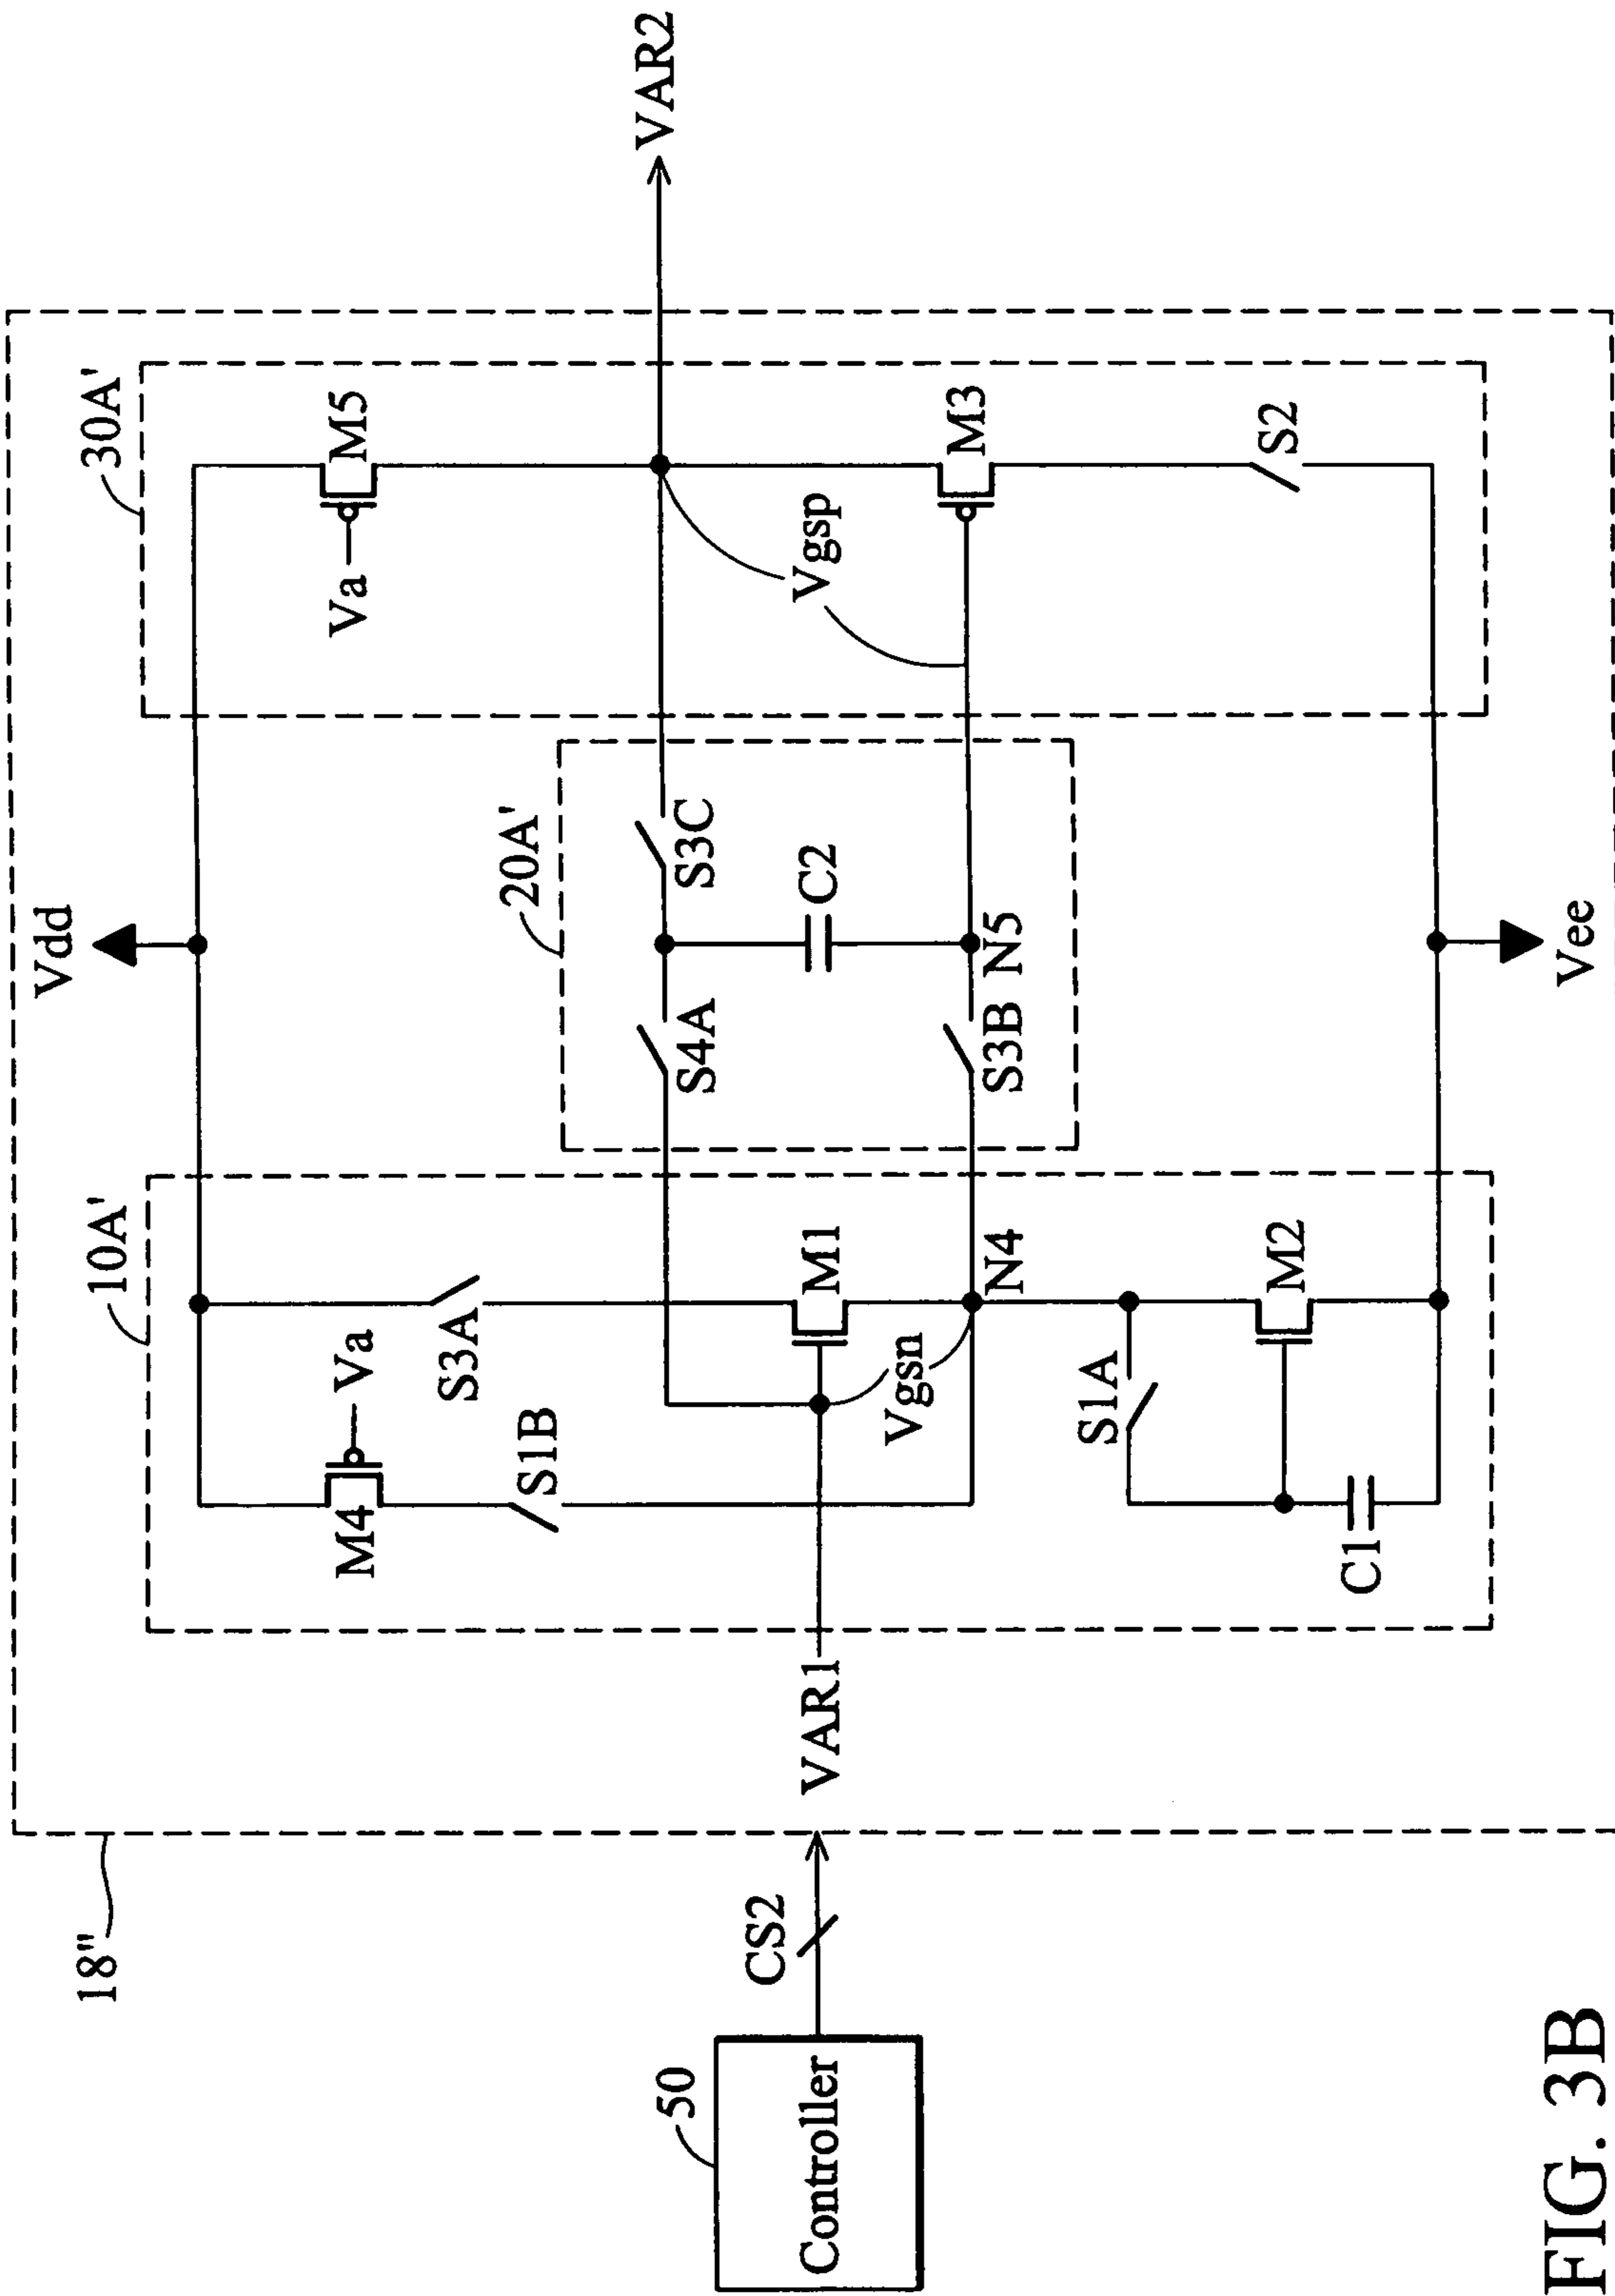 18"
Vdd
Vee
10A'
20A'
30A'
M4
Va
S1B
S3A
M1
Vgsn
N4
S1A
M2
C1
VAR1
S4A
S3C
C2
S3B
N5
Va
M5
Vgsp
M3
S2
VAR2
50
Controller
CS2
FIG. 3B